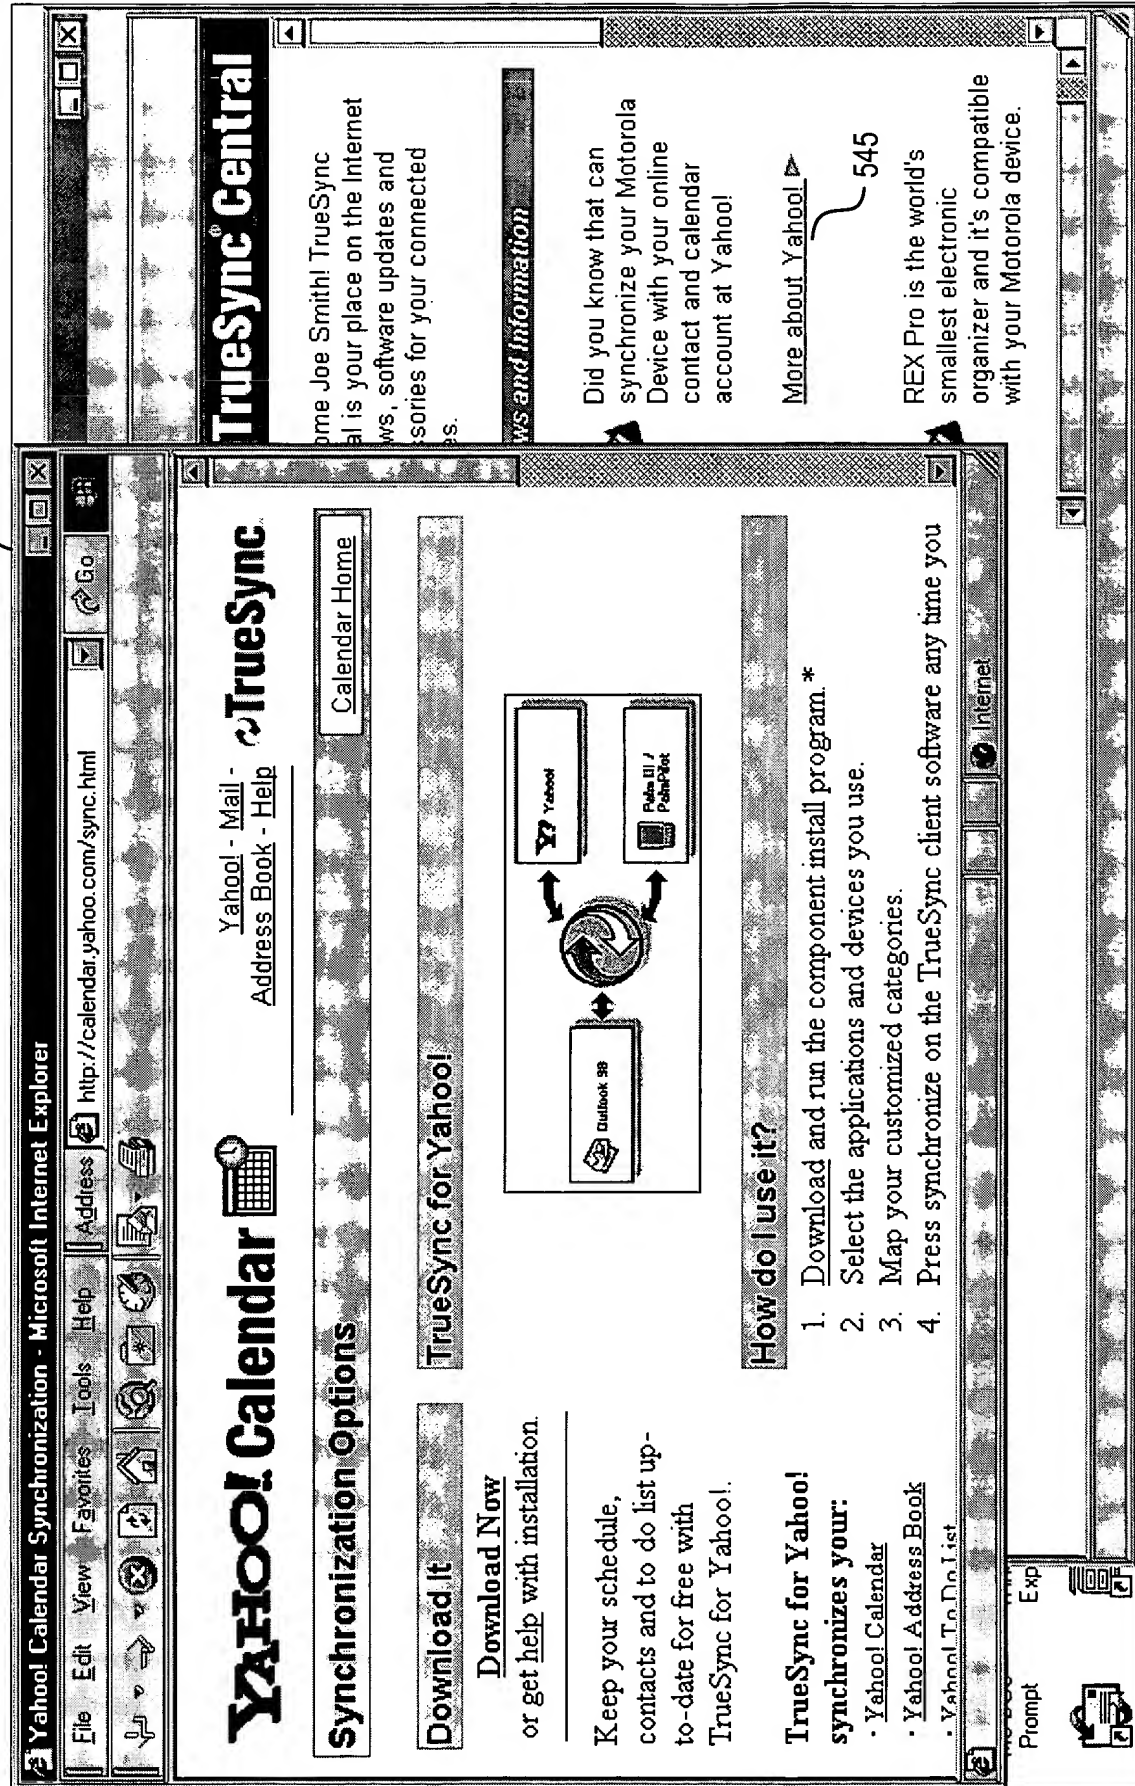 Yahoo! Calendar Synchronization - Microsoft Internet Explorer
File Edit View Favorites Tools Help Address http://calendar.yahoo.com/sync.html Go
YAHOO! Calendar
Yahoo! - Mail -
Address Book - Help
TrueSync
Synchronization Options
Calendar Home
Download It
Download Now
or get help with installation.
Keep your schedule,
contacts and to do list up-
to-date for free with
TrueSync for Yahoo!.
TrueSync for Yahoo!
synchronizes your:
· Yahoo! Calendar
· Yahoo! Address Book
· Yahoo! To Do List
TrueSync for Yahoo!
Outlook 98
Y? Yahoo!
Palm III /
PalmPilot
How do I use it?
1. Download and run the component install program. *
2. Select the applications and devices you use.
3. Map your customized categories.
4. Press synchronize on the TrueSync client software any time you
Internet
TrueSync® Central
ome Joe Smith! TrueSync
al is your place on the Internet
ws, software updates and
ssories for your connected
es.
ws and Information
Did you know that can
synchronize your Motorola
Device with your online
contact and calendar
account at Yahoo!
More about Yahoo!
545
REX Pro is the world's
smallest electronic
organizer and it's compatible
with your Motorola device.
Prompt
Exp